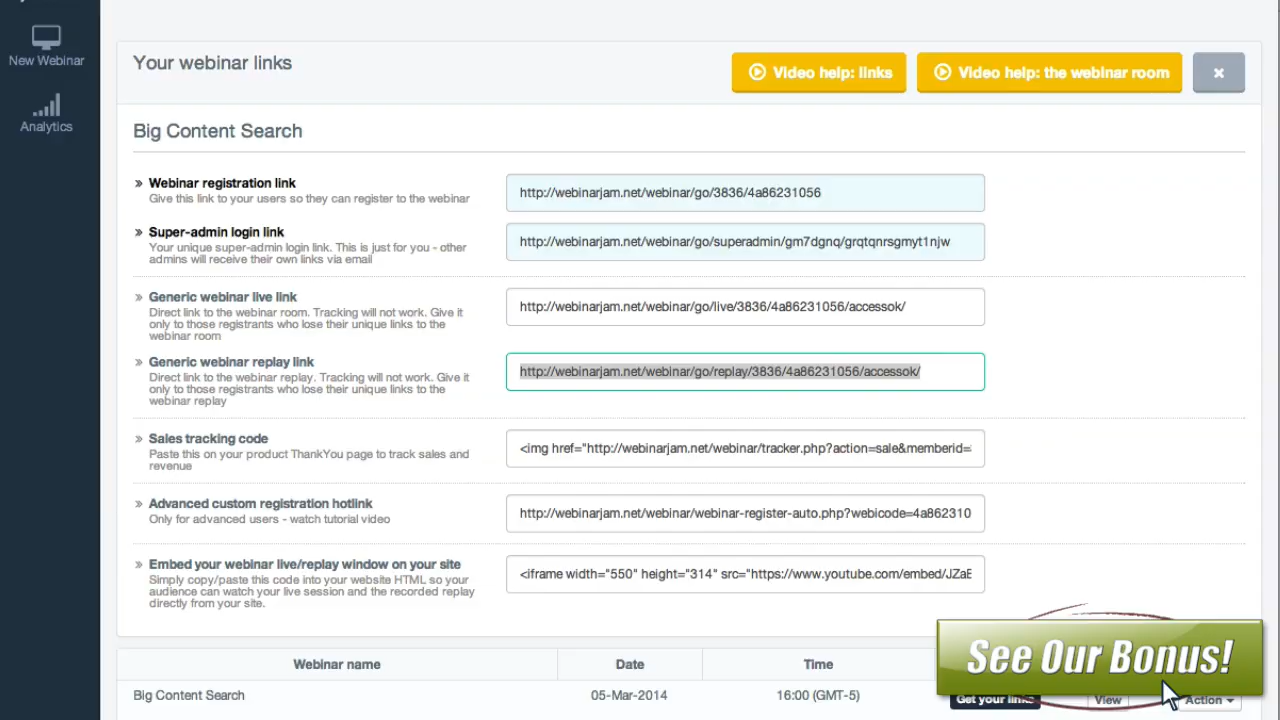 New Webinar
Analytics
Your webinar links
Video help: links
Video help: the webinar room
Big Content Search
» Webinar registration link
Give this link to your users so they can register to the webinar
http://webinarjam.net/webinar/go/3836/4a86231056
» Super-admin login link
Your unique super-admin login link. This is just for you - other
admins will receive their own links via email
http://webinarjam.net/webinar/go/superadmin/gm7dgnq/grqtqnrsgmyt1njw
» Generic webinar live link
Direct link to the webinar room. Tracking will not work. Give it
only to those registrants who lose their unique links to the
webinar room
http://webinarjam.net/webinar/go/live/3836/4a86231056/accessok/
» Generic webinar replay link
Direct link to the webinar replay. Tracking will not work. Give it
only to those registrants who lose their unique links to the
webinar replay
http://webinarjam.net/webinar/go/replay/3836/4a86231056/accessok/
» Sales tracking code
Paste this on your product ThankYou page to track sales and
revenue
<img href="http://webinarjam.net/webinar/tracker.php?action=sale&memberid=
» Advanced custom registration hotlink
Only for advanced users - watch tutorial video
http://webinarjam.net/webinar/webinar-register-auto.php?webicode=4a862310
» Embed your webinar live/replay window on your site
Simply copy/paste this code into your website HTML so your
audience can watch your live session and the recorded replay
directly from your site.
<iframe width="550" height="314" src="https://www.youtube.com/embed/JZaE
See Our Bonus!
Webinar name
Date
Time
Big Content Search
05-Mar-2014
16:00 (GMT-5)
Get your links
View
Action